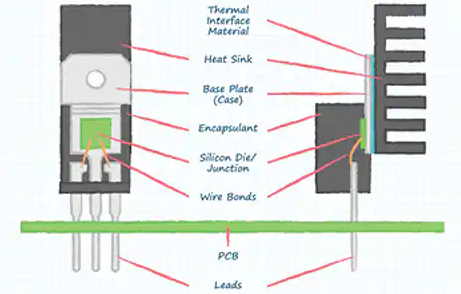 Thermal
Interface
Material
Heat Sink
Base Plate
(Case)
Encapsulant
Silicon Die/
Junction
Wire Bonds
PCB
Leads